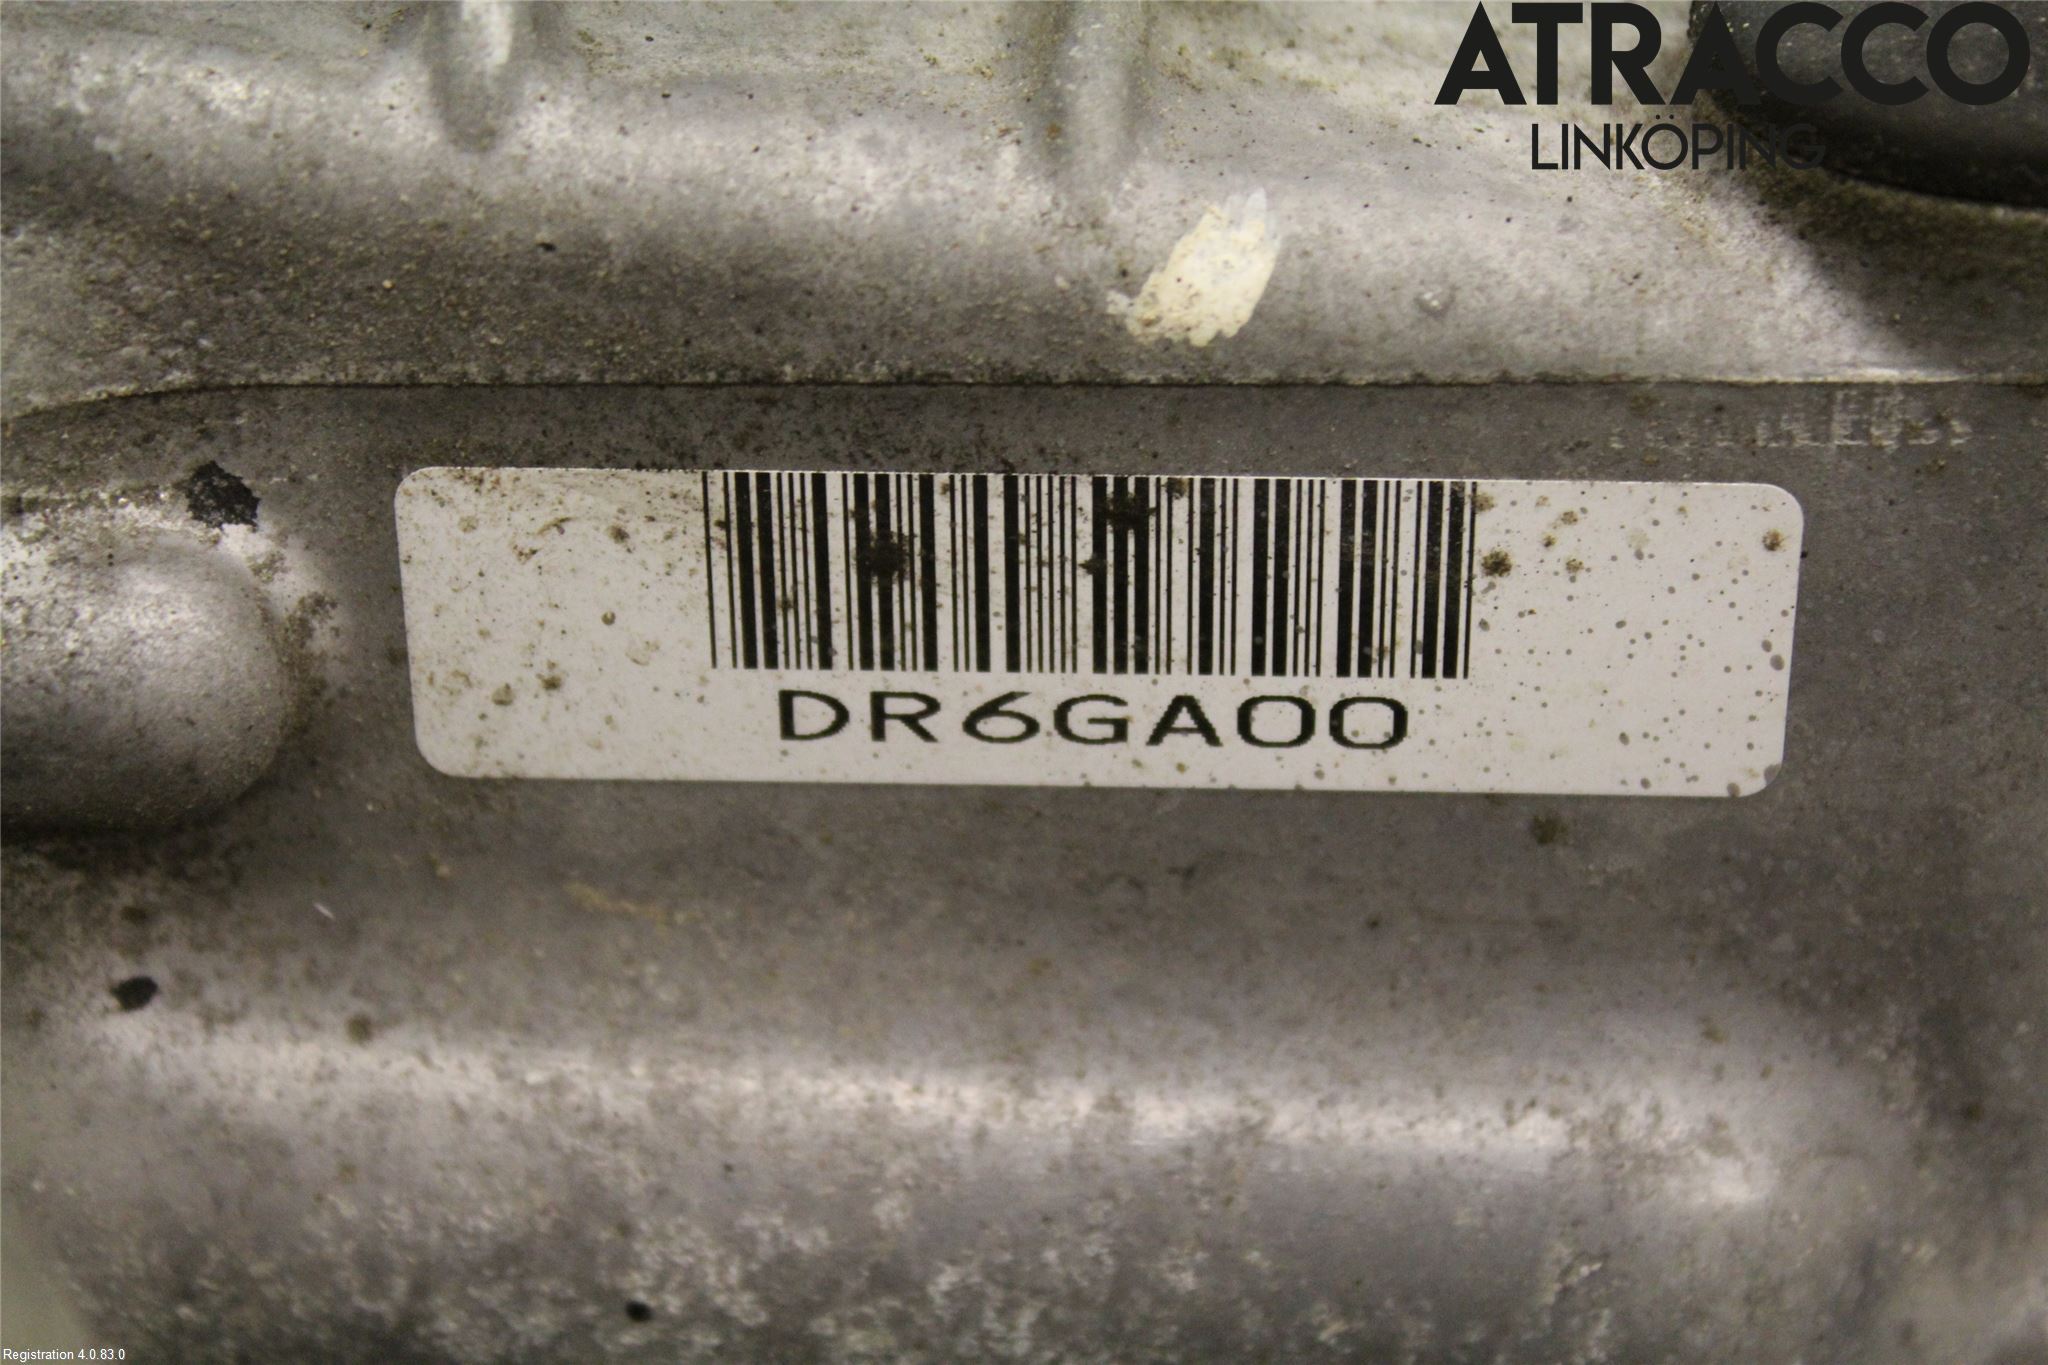 ATRACCO
LINKÖPING
DR6GA00
Registration 4.0.83.0